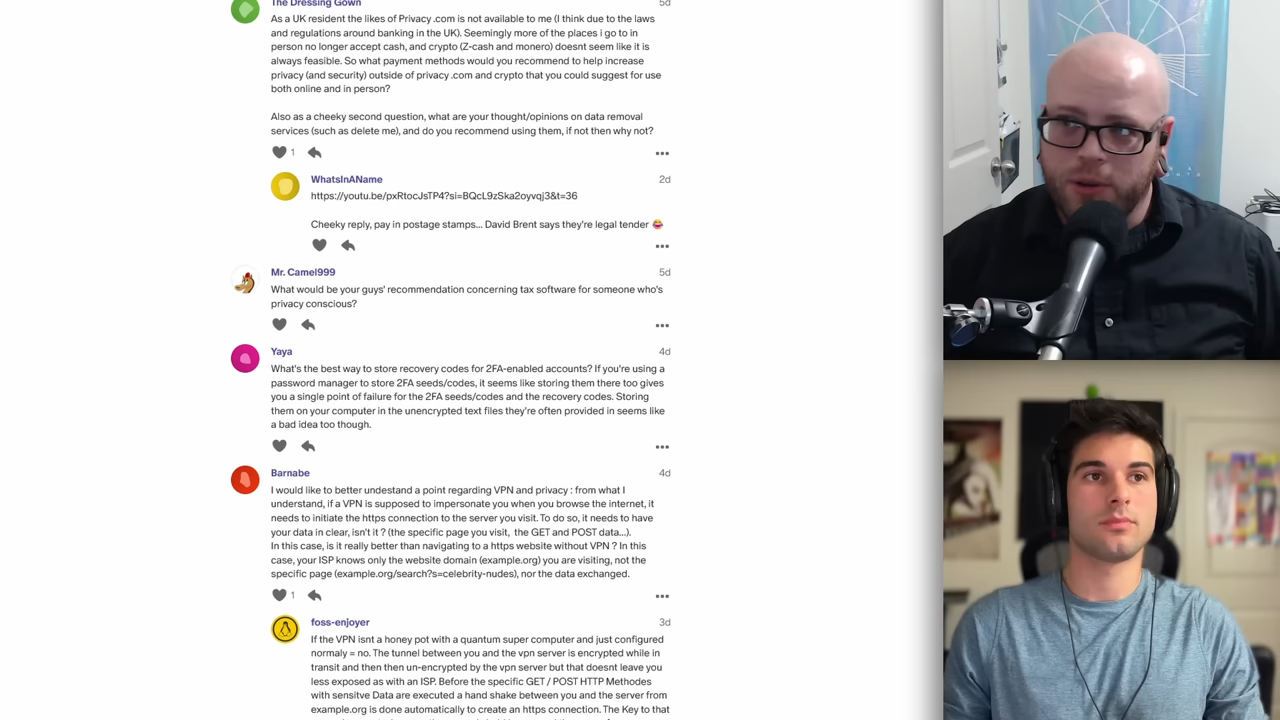 The Dressing Gown
5d
As a UK resident the likes of Privacy .com is not available to me (I think due to the laws
and regulations around banking in the UK). Seemingly more of the places i go to in
person no longer accept cash, and crypto (Z-cash and monero) doesnt seem like it is
always feasible. So what payment methods would you recommend to help increase
privacy (and security) outside of privacy .com and crypto that you could suggest for use
both online and in person?
Also as a cheeky second question, what are your thought/opinions on data removal
services (such as delete me), and do you recommend using them, if not then why not?
1
WhatsInAName
2d
https://youtu.be/pxRtocJsTP4?si=BQcL9zSka2oyvqj3&t=36
Cheeky reply, pay in postage stamps... David Brent says they're legal tender 😂
Mr. Camel999
5d
What would be your guys' recommendation concerning tax software for someone who's
privacy conscious?
Yaya
4d
What's the best way to store recovery codes for 2FA-enabled accounts? If you're using a
password manager to store 2FA seeds/codes, it seems like storing them there too gives
you a single point of failure for the 2FA seeds/codes and the recovery codes. Storing
them on your computer in the unencrypted text files they're often provided in seems like
a bad idea too though.
Barnabe
4d
I would like to better undestand a point regarding VPN and privacy : from what I
understand, if a VPN is supposed to impersonate you when you browse the internet, it
needs to initiate the https connection to the server you visit. To do so, it needs to have
your data in clear, isn't it ? (the specific page you visit, the GET and POST data...).
In this case, is it really better than navigating to a https website without VPN ? In this
case, your ISP knows only the website domain (example.org) you are visiting, not the
specific page (example.org/search?s=celebrity-nudes), nor the data exchanged.
1
foss-enjoyer
3d
If the VPN isnt a honey pot with a quantum super computer and just configured
normaly = no. The tunnel between you and the vpn server is encrypted while in
transit and then then un-encrypted by the vpn server but that doesnt leave you
less exposed as with an ISP. Before the specific GET / POST HTTP Methodes
with sensitve Data are executed a hand shake between you and the server from
example.org is done automatically to create an https connection. The Key to that